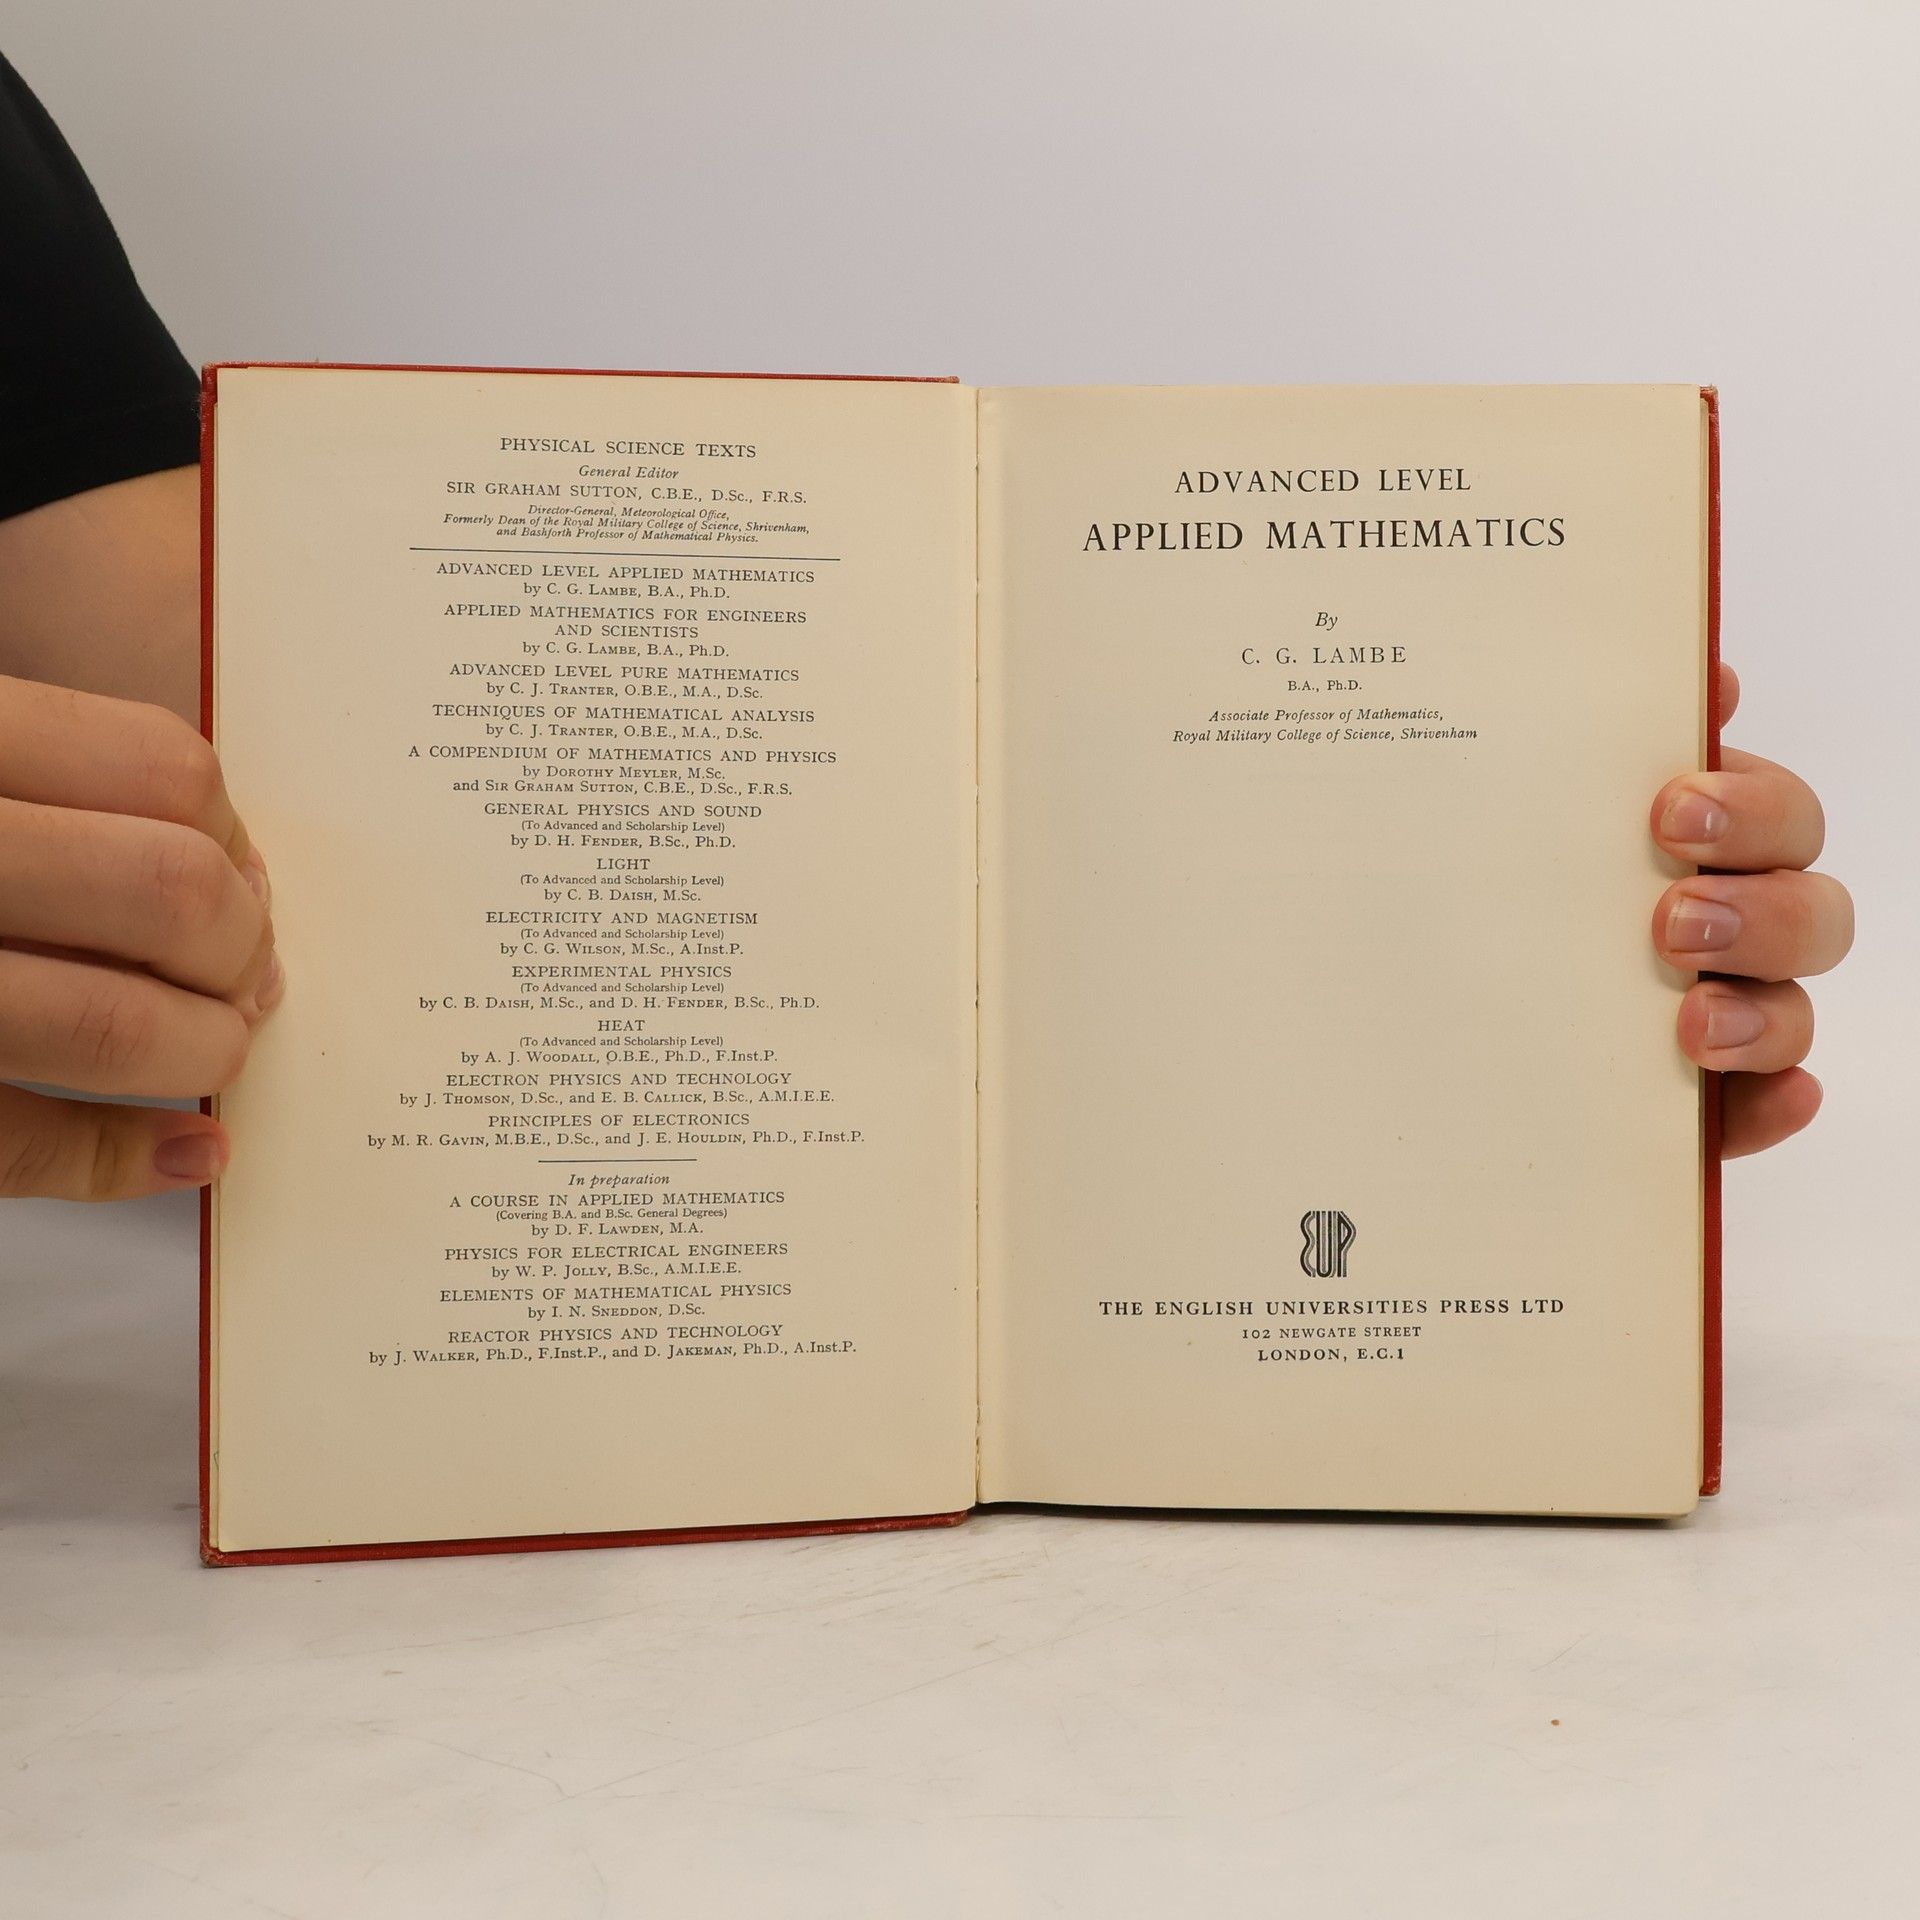 PHYSICAL SCIENCE TEXTS
General Editor
SIR GRAHAM SUTTON, C.B.E., D.Sc., F.R.S.
Director-General, Meteorological Office,
Formerly Dean of the Royal Military College of Science, Shrivenham,
and Bashforth Professor of Mathematical Physics.
ADVANCED LEVEL APPLIED MATHEMATICS
by C. G. LAMBE, B.A., Ph.D.
APPLIED MATHEMATICS FOR ENGINEERS
AND SCIENTISTS
by C. G. LAMBE, B.A., Ph.D.
ADVANCED LEVEL PURE MATHEMATICS
by C. J. TRANTER, O.B.E., M.A., D.Sc.
TECHNIQUES OF MATHEMATICAL ANALYSIS
by C. J. TRANTER, O.B.E., M.A., D.Sc.
A COMPENDIUM OF MATHEMATICS AND PHYSICS
by DOROTHY MEYLER, M.Sc.
and SIR GRAHAM SUTTON, C.B.E., D.Sc., F.R.S.
GENERAL PHYSICS AND SOUND
(To Advanced and Scholarship Level)
by D. H. FENDER, B.Sc., Ph.D.
LIGHT
(To Advanced and Scholarship Level)
by C. B. DAISH, M.Sc.
ELECTRICITY AND MAGNETISM
(To Advanced and Scholarship Level)
by C. G. WILSON, M.Sc., A.Inst.P.
EXPERIMENTAL PHYSICS
(To Advanced and Scholarship Level)
by C. B. DAISH, M.Sc., and D. H. FENDER, B.Sc., Ph.D.
HEAT
(To Advanced and Scholarship Level)
by A. J. WOODALL, O.B.E., Ph.D., F.Inst.P.
ELECTRON PHYSICS AND TECHNOLOGY
by J. THOMSON, D.Sc., and E. B. CALLICK, B.Sc., A.M.I.E.E.
PRINCIPLES OF ELECTRONICS
by M. R. GAVIN, M.B.E., D.Sc., and J. E. HOULDIN, Ph.D., F.Inst.P.
In preparation
A COURSE IN APPLIED MATHEMATICS
(Covering B.A. and B.Sc. General Degrees)
by D. F. LAWDEN, M.A.
PHYSICS FOR ELECTRICAL ENGINEERS
by W. P. JOLLY, B.Sc., A.M.I.E.E.
ELEMENTS OF MATHEMATICAL PHYSICS
by I. N. SNEDDON, D.Sc.
REACTOR PHYSICS AND TECHNOLOGY
by J. WALKER, Ph.D., F.Inst.P., and D. JAKEMAN, Ph.D., A.Inst.P.
ADVANCED LEVEL
APPLIED MATHEMATICS
By
C. G. LAMBE
B.A., Ph.D.
Associate Professor of Mathematics,
Royal Military College of Science, Shrivenham
EUP
THE ENGLISH UNIVERSITIES PRESS LTD
102 NEWGATE STREET
LONDON, E.C.1